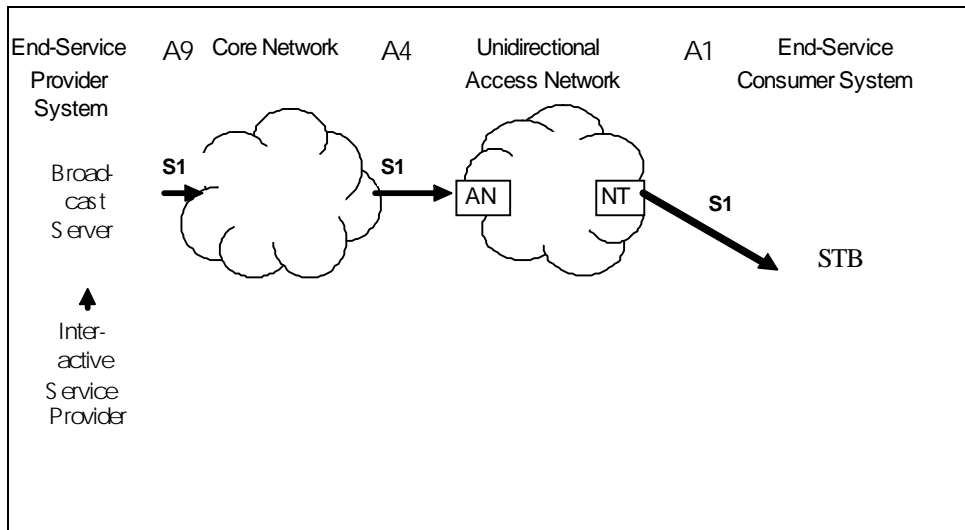 End-Service
Provider
System
A9
Core Network
A4
Unidirectional
Access Network
A1
End-Service
Consumer System
Broad-
cast
Server
S1
S1
AN
NT
S1
STB
Inter-
active
Service
Provider